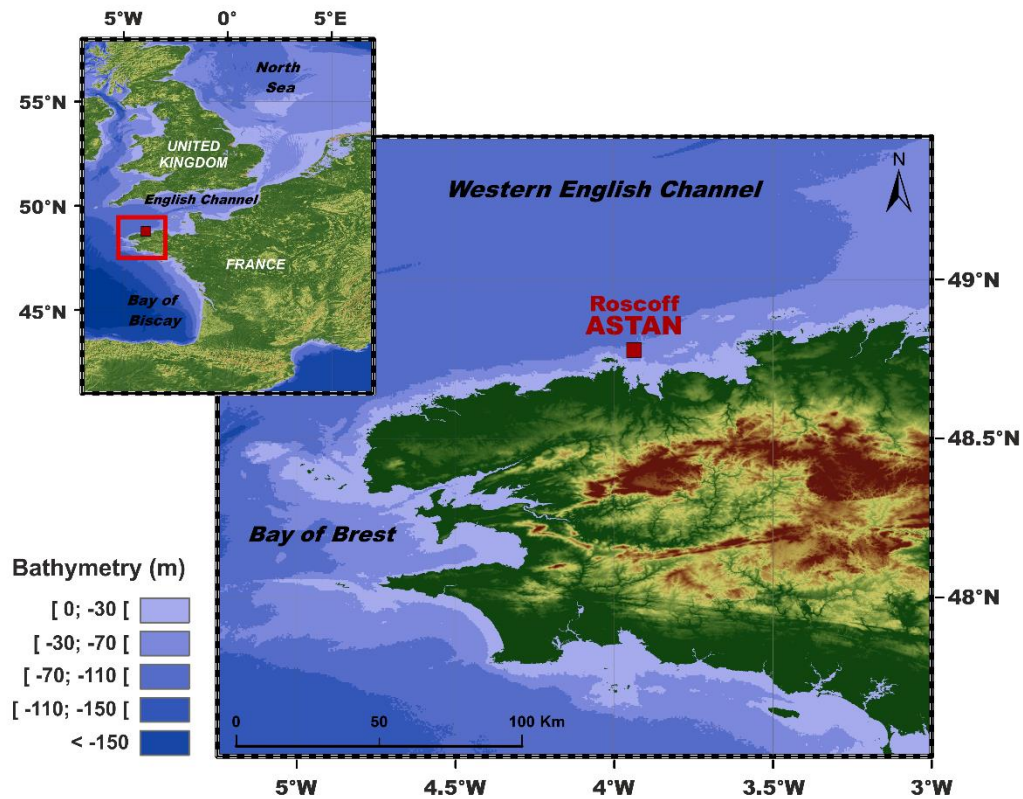 5°W 0° 5°E
North
Sea
55°N
UNITED
KINGDOM
English Channel
50°N
FRANCE
Bay of
Biscay
45°N
Western English Channel
N
49°N
Roscoff
ASTAN
48.5°N
Bay of Brest
48°N
Bathymetry (m)
[ 0; -30 [
[ -30; -70 [
[ -70; -110 [
[ -110; -150 [
< -150
0 50 100 Km
5°W 4.5°W 4°W 3.5°W 3°W